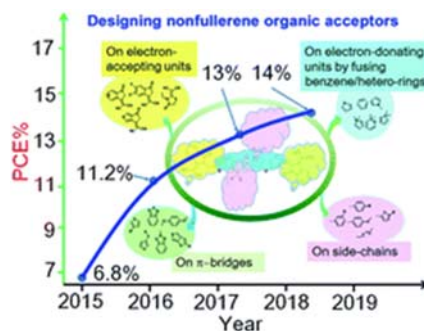 Designing nonfullerene organic acceptors
17
15
13
11
9
7
PCE%
On electron-
accepting units
On electron-donating
units by fusing
benzene/hetero-rings
13%
14%
11.2%
6.8%
On π-bridges
On side-chains
2015
2016
2017
2018
2019
Year